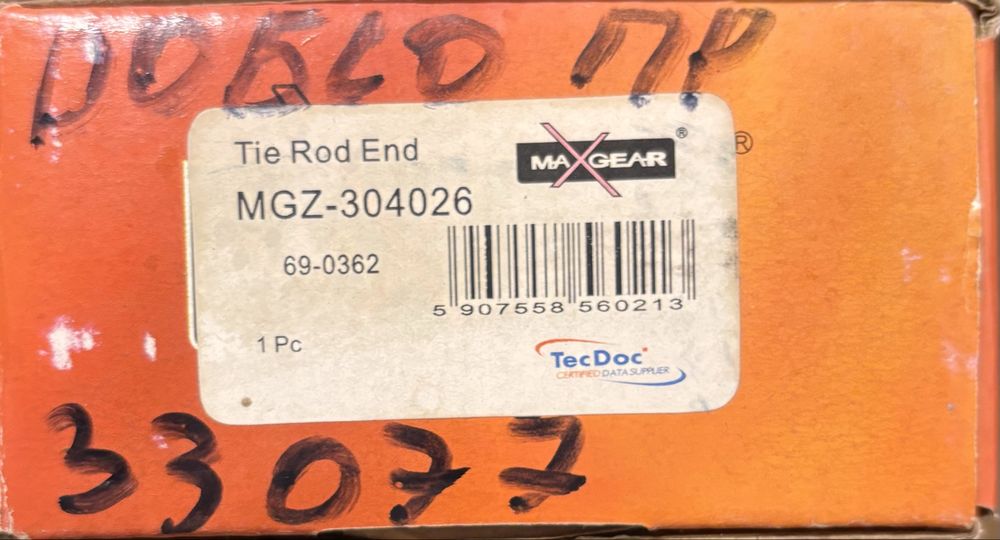 DOБLO ПР
Tie Rod End
MAXGEAR®
®
MGZ-304026
69-0362
5 907558 560213
1 Pc
TecDoc
CERTIFIED DATA SUPPLIER
33077